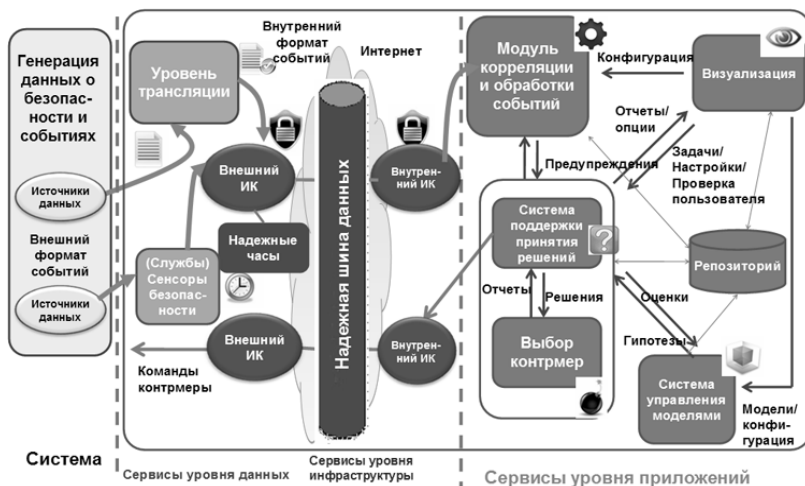 Генерация
данных о
безопас-
ности и
событиях
Источники
данных
Внешний
формат
событий
Источники
данных
Система
Уровень
трансляции
Внутренний
формат
событий
Интернет
Внешний
ИК
Надежные
часы
(Службы)
Сенсоры
безопас-
ности
Внешний
ИК
Команды
контрмеры
Надежная шина данных
Внутрен-
ний ИК
Внутрен-
ний ИК
Сервисы уровня данных
Сервисы уровня
инфраструктуры
Модуль
корреляции
и обработки
событий
Конфигурация
Визуализация
Отчеты/
опции
Предупреждения
Задачи/
Настройки/
Проверка
пользователя
Система
поддержки
принятия
решений
?
Репозиторий
Отчеты
Решения
Оценки
Гипотезы
Выбор
контрмер
Система
управления
моделями
Модели/
конфи-
гурация
Сервисы уровня приложений